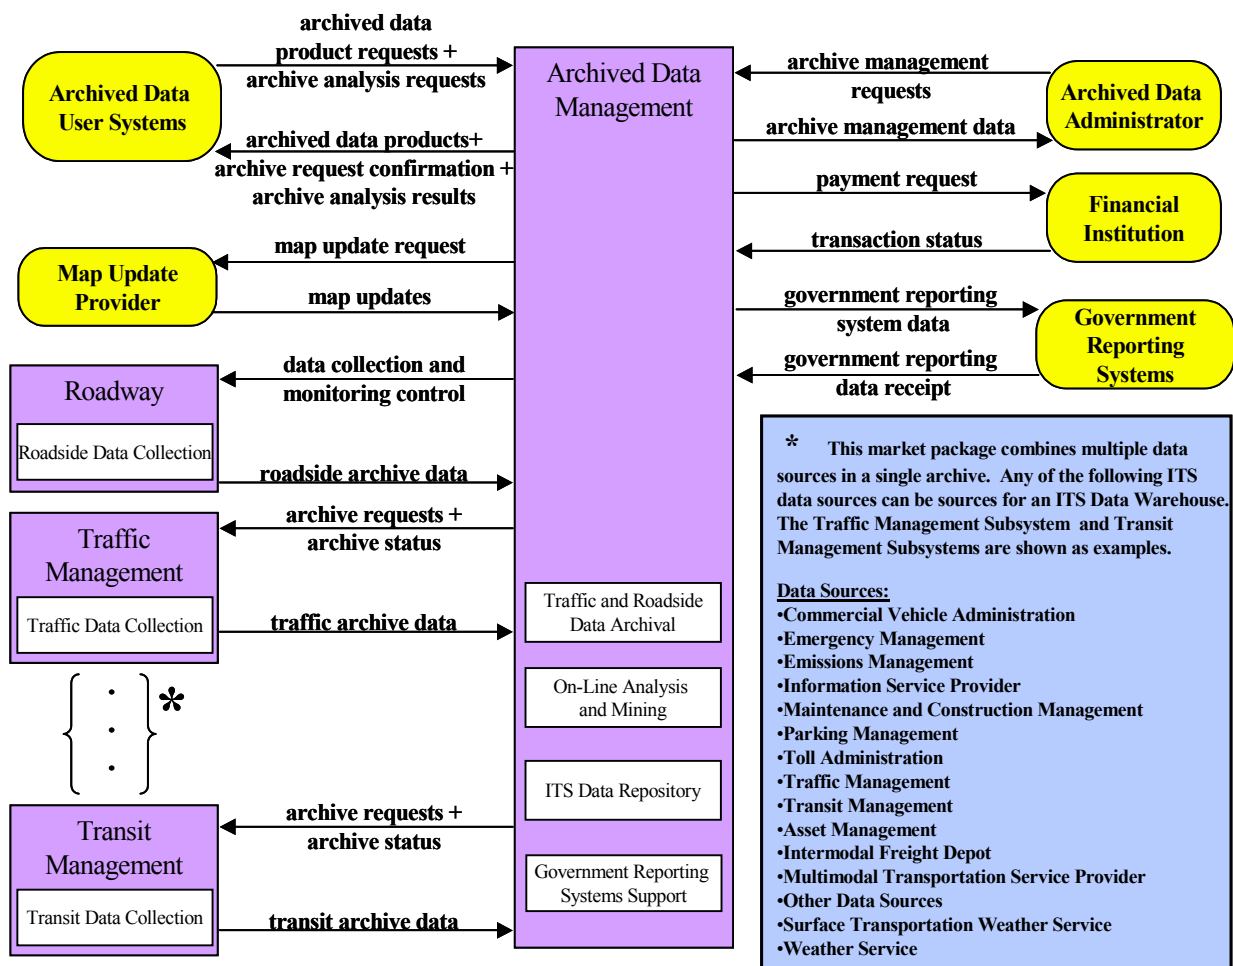 archived data
product requests +
archive analysis requests
Archived Data
User Systems
archived data products+
archive request confirmation +
archive analysis results
map update request
Map Update
Provider
map updates
data collection and
monitoring control
Roadway
Roadside Data Collection
roadside archive data
archive requests +
archive status
Traffic
Management
Traffic Data Collection
traffic archive data
*
archive requests +
archive status
Transit
Management
Transit Data Collection
transit archive data
Archived Data
Management
Traffic and Roadside
Data Archival
On-Line Analysis
and Mining
ITS Data Repository
Government Reporting
Systems Support
archive management
requests
Archived Data
Administrator
archive management data
payment request
Financial
Institution
transaction status
government reporting
system data
Government
Reporting
Systems
government reporting
data receipt
* This market package combines multiple data
sources in a single archive. Any of the following ITS
data sources can be sources for an ITS Data Warehouse.
The Traffic Management Subsystem and Transit
Management Subsystems are shown as examples.
Data Sources:
•Commercial Vehicle Administration
•Emergency Management
•Emissions Management
•Information Service Provider
•Maintenance and Construction Management
•Parking Management
•Toll Administration
•Traffic Management
•Transit Management
•Asset Management
•Intermodal Freight Depot
•Multimodal Transportation Service Provider
•Other Data Sources
•Surface Transportation Weather Service
•Weather Service